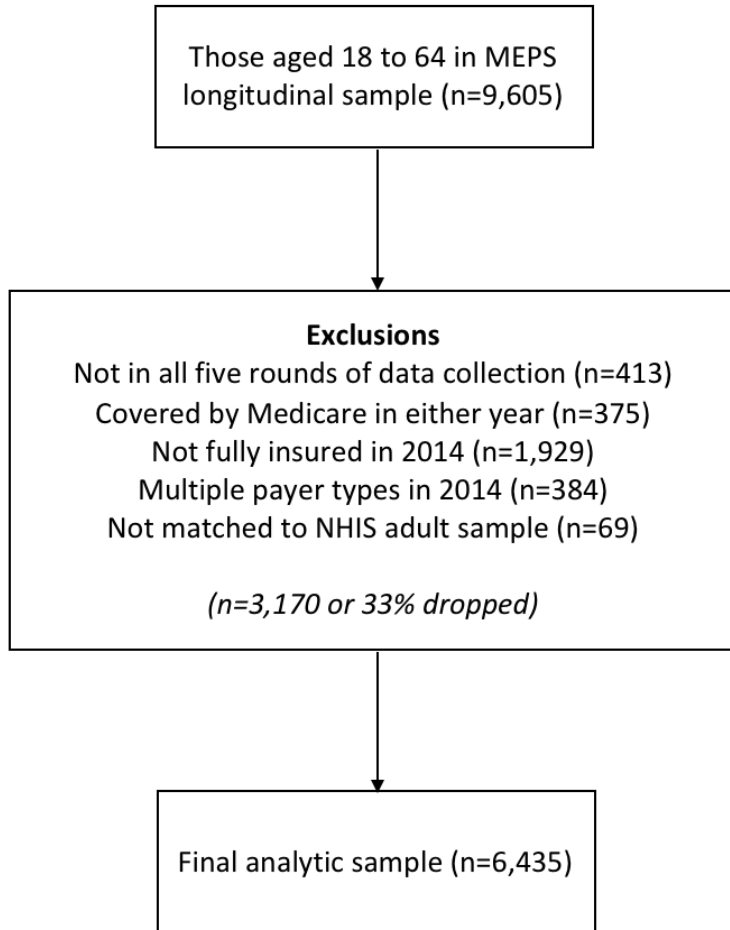 Those aged 18 to 64 in MEPS
longitudinal sample (n=9,605)
Exclusions
Not in all five rounds of data collection (n=413)
Covered by Medicare in either year (n=375)
Not fully insured in 2014 (n=1,929)
Multiple payer types in 2014 (n=384)
Not matched to NHIS adult sample (n=69)
(n=3,170 or 33% dropped)
Final analytic sample (n=6,435)